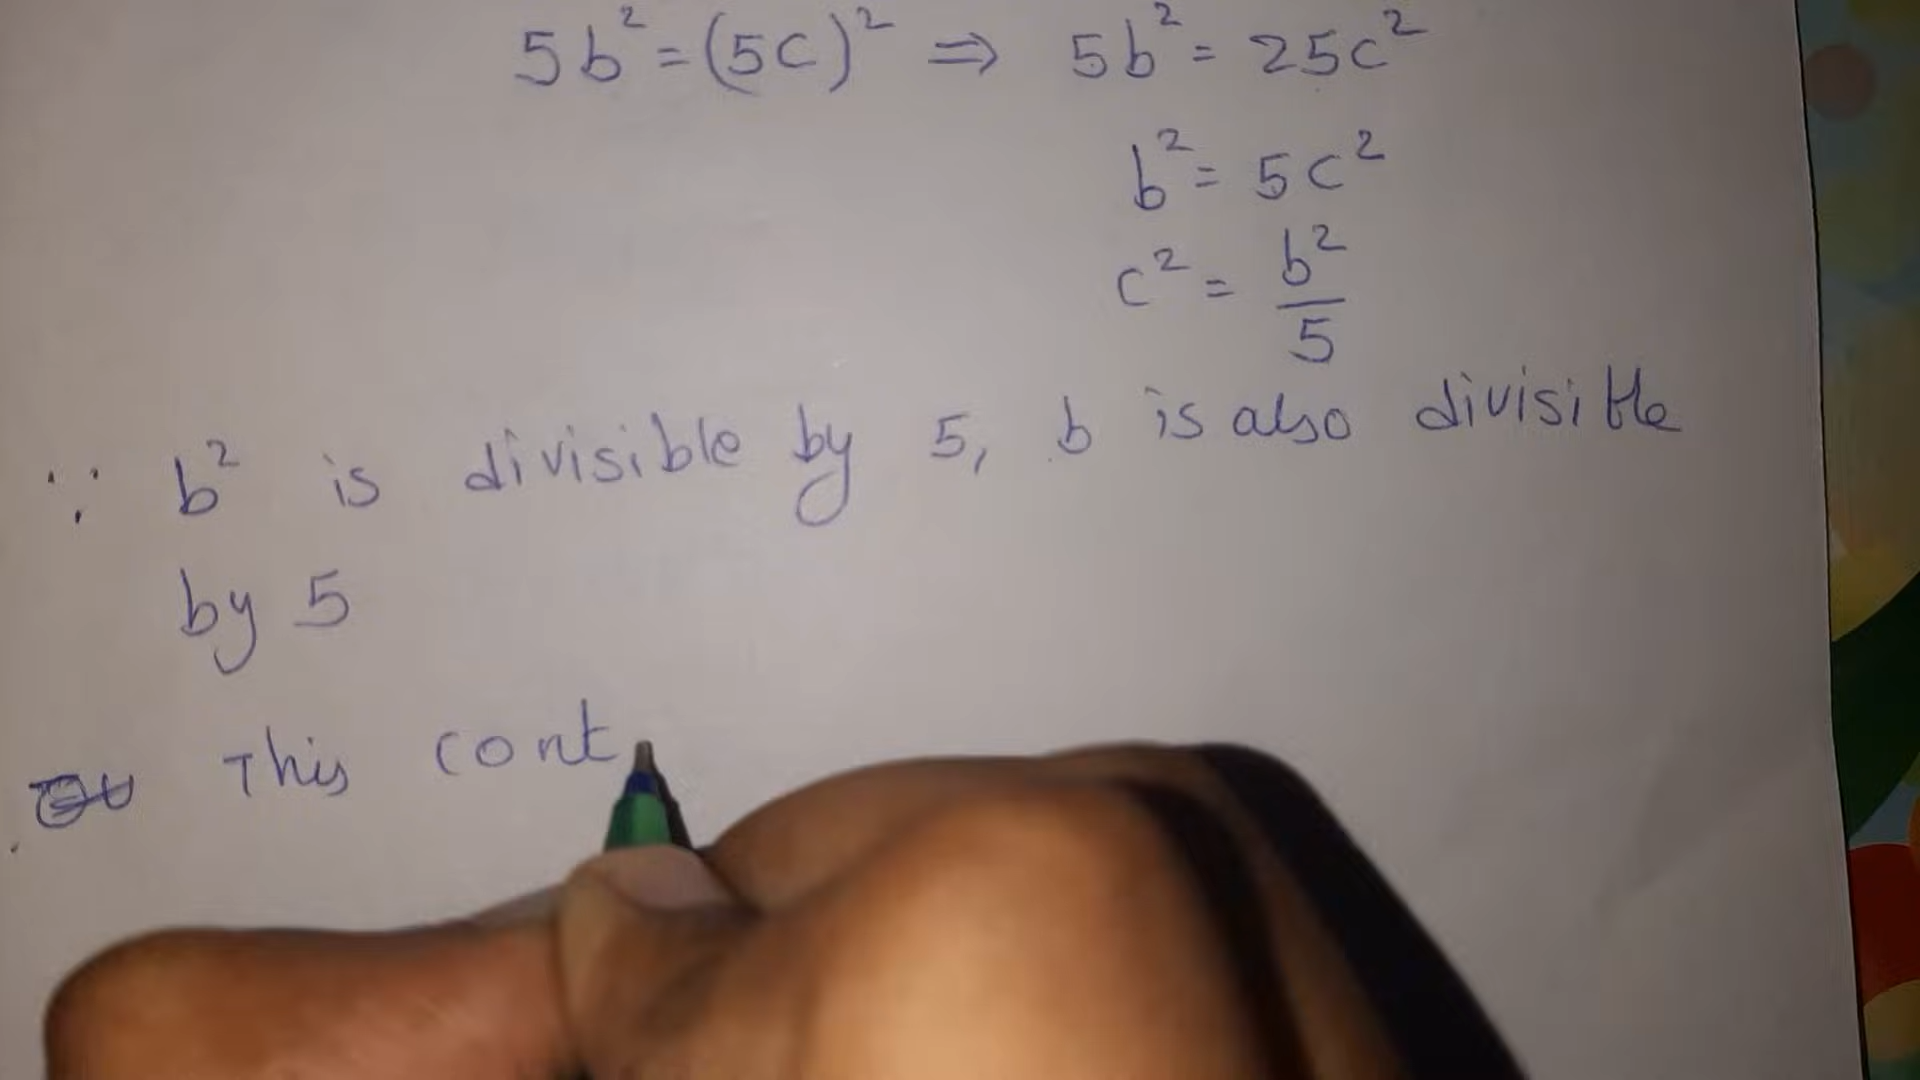 5b² = (5c)² ⇒ 5b² = 25c²
b² = 5c²
c² = b²/5
∵ b² is divisible by 5, b is also divisible
by 5
This cont